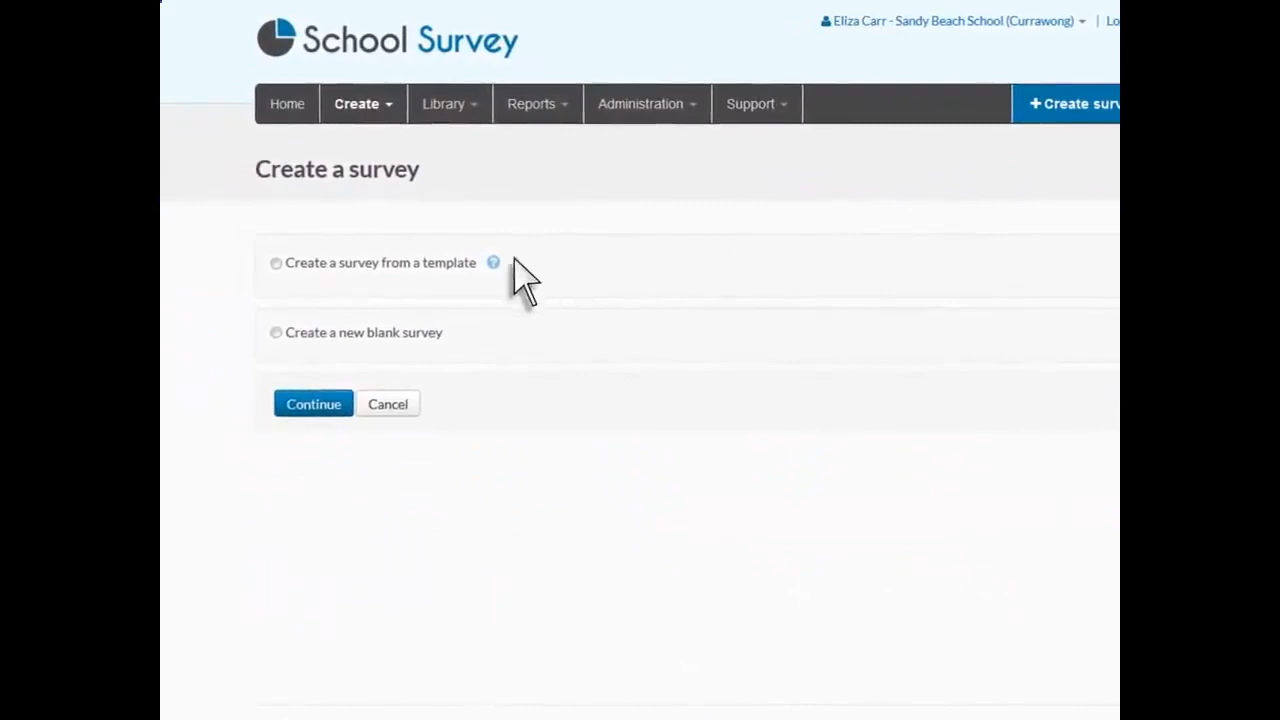 School Survey
Eliza Carr - Sandy Beach School (Currawong) |
Home Create Library Reports Administration Support + Create
Create a survey
Create a survey from a template ?
Create a new blank survey
Continue Cancel